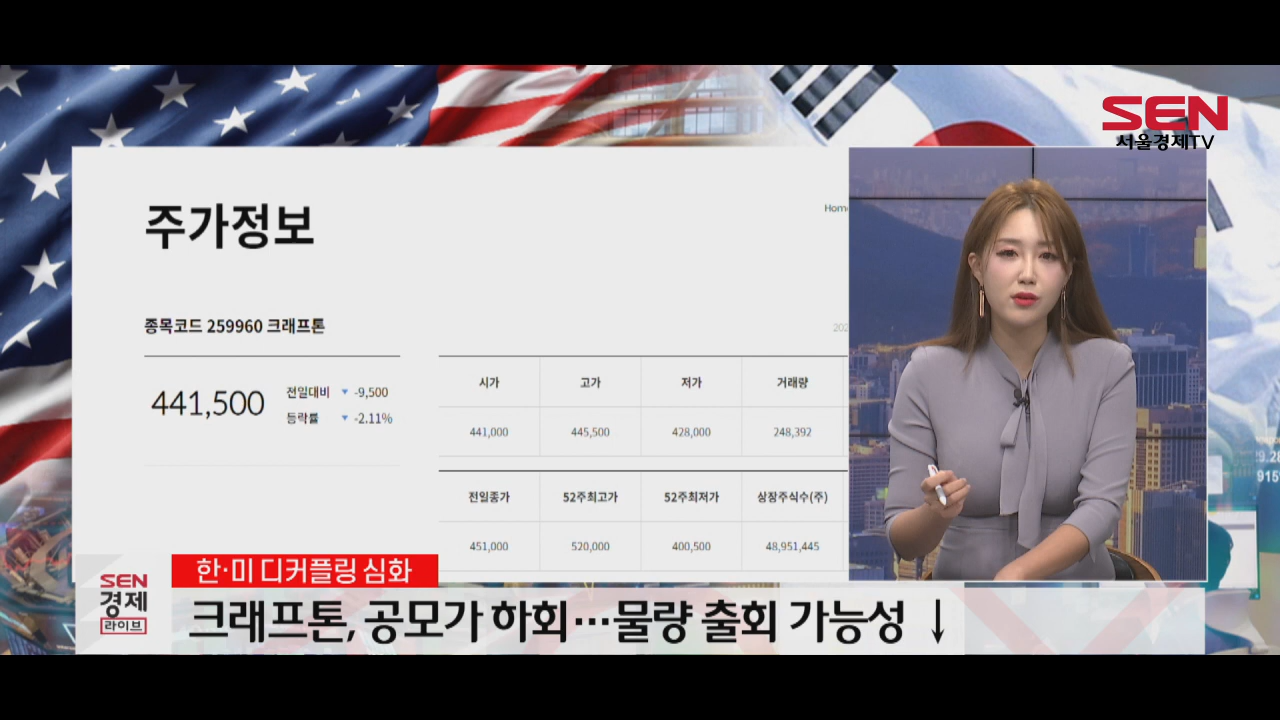 SEN
서울경제TV
주가정보
Hom
종목코드 259960 크래프톤
202
441,500
전일대비 ▼ -9,500
등락률 ▼ -2.11%
시가 고가 저가 거래량
441,000 445,500 428,000 248,392
전일종가 52주최고가 52주최저가 상장주식수(주)
451,000 520,000 400,500 48,951,445
한·미 디커플링 심화
SEN
경제
라이브
크래프톤, 공모가 하회…물량 출회 가능성 ↓